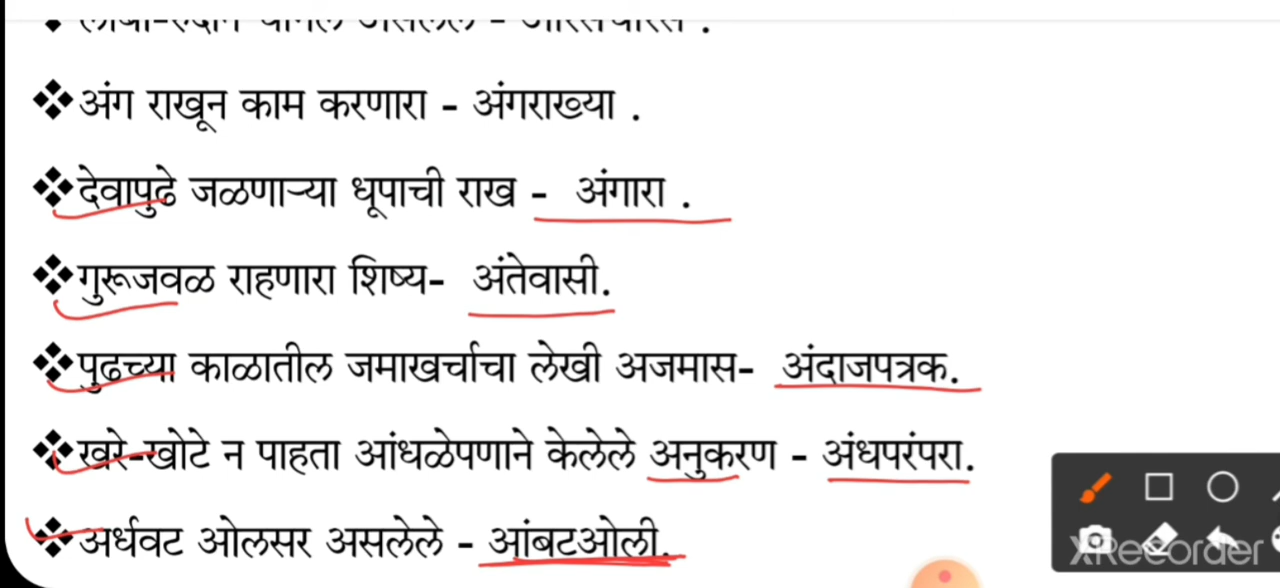 ❖अंग राखून काम करणारा - अंगराख्या .
❖देवापुढे जळणाऱ्या धूपाची राख - अंगारा .
❖गुरूजवळ राहणारा शिष्य- अंतेवासी.
❖पुढच्या काळातील जमाखर्चाचा लेखी अजमास- अंदाजपत्रक.
❖खरे-खोटे न पाहता आंधळेपणाने केलेले अनुकरण - अंधपरंपरा.
❖अर्धवट ओलसर असलेले - आंबटओली.
XRecorder